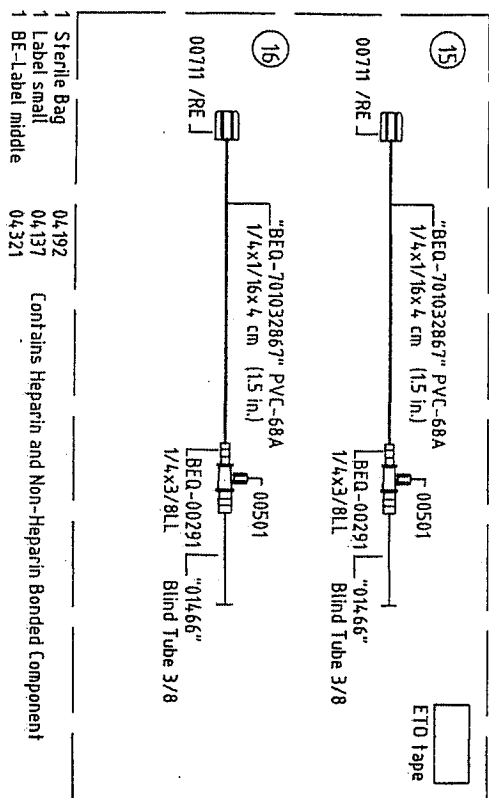 15
00711 /RE
"BEQ-701032867" PVC-68A
1/4x1/16x4 cm (1.5 in.)
00501
BEQ-00291
1/4x3/8LL
"01466"
Blind Tube 3/8
ETO tape
16
00711 /RE
"BEQ-701032867" PVC-68A
1/4x1/16x4 cm (1.5 in.)
00501
BEQ-00291
1/4x3/8LL
"01466"
Blind Tube 3/8
1 Sterile Bag 04192
1 Label small 04137
1 BE-Label middle 04321
Contains Heparin and Non-Heparin Bonded Component